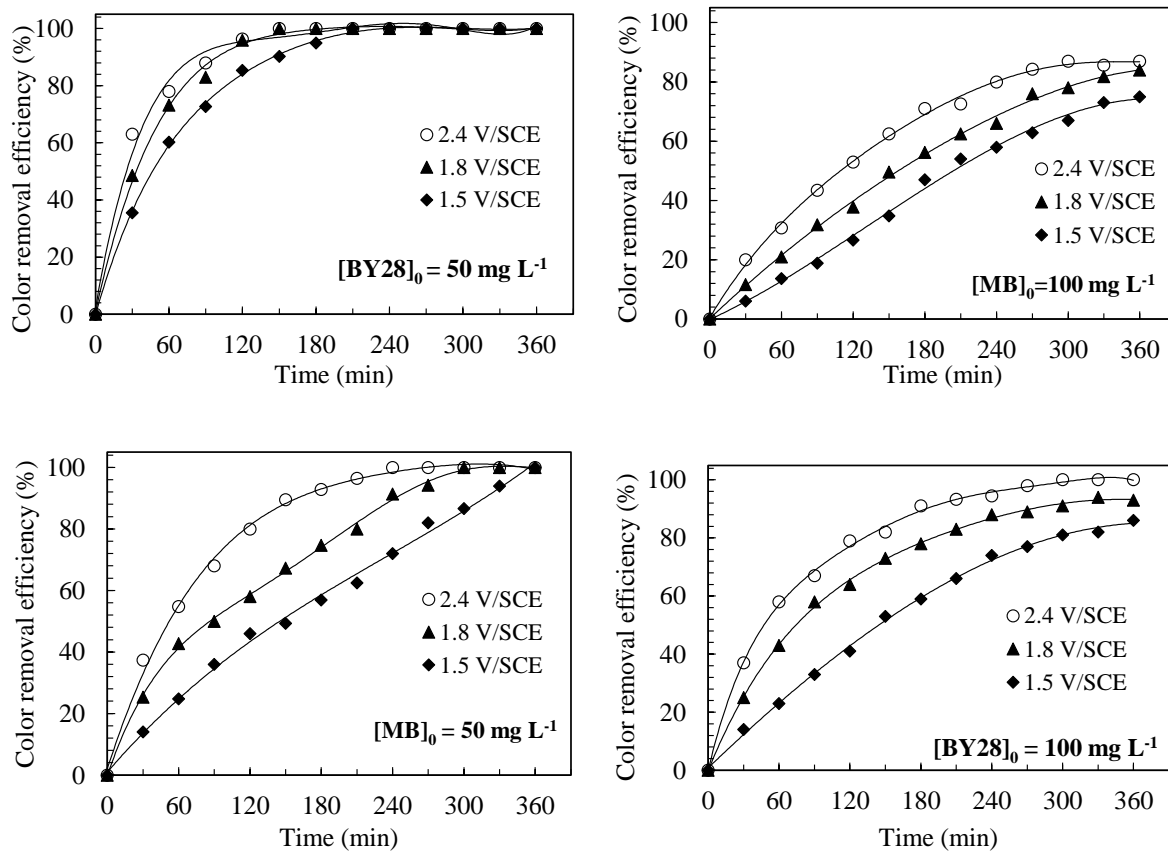 Color removal efficiency (%)
100
80
60
40
20
0
2.4 V/SCE
1.8 V/SCE
1.5 V/SCE
[BY28]₀ = 50 mg L⁻¹
0 60 120 180 240 300 360
Time (min)
Color removal efficiency (%)
100
80
60
40
20
0
2.4 V/SCE
1.8 V/SCE
1.5 V/SCE
[MB]₀=100 mg L⁻¹
0 60 120 180 240 300 360
Time (min)
Color removal efficiency (%)
100
80
60
40
20
0
2.4 V/SCE
1.8 V/SCE
1.5 V/SCE
[MB]₀ = 50 mg L⁻¹
0 60 120 180 240 300 360
Time (min)
Color removal efficiency (%)
100
80
60
40
20
0
2.4 V/SCE
1.8 V/SCE
1.5 V/SCE
[BY28]₀ = 100 mg L⁻¹
0 60 120 180 240 300 360
Time (min)